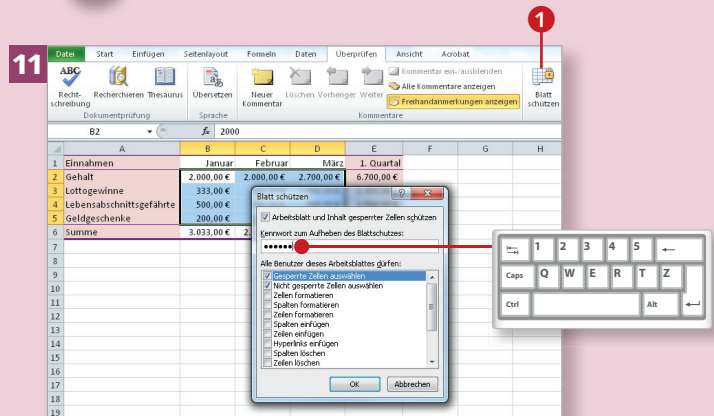 1
11
Datei Start Einfügen Seitenlayout Formeln Daten Überprüfen Ansicht Acrobat
ABC
Recht-
schreibung
Recherchieren
Thesaurus
Dokumentprüfung
Übersetzen
Sprache
Neuer
Kommentar
Löschen Vorheriger Weiter
Kommentar ein-/ausblenden
Alle Kommentare anzeigen
Freihandanmerkungen anzeigen
Kommentare
Blatt
schützen
B2 fx 2000
A B C D E F G H
1 Einnahmen Januar Februar März 1. Quartal
2 Gehalt 2.000,00 € 2.000,00 € 2.700,00 € 6.700,00 €
3 Lottogewinne 333,00 €
4 Lebensabschnittsgefährte 500,00 €
5 Geldgeschenke 200,00 €
6 Summe 3.033,00 € 2.
7
8
9
10
11
12
13
14
15
16
17
18
19
Blatt schützen
Arbeitsblatt und Inhalt gesperrter Zellen schützen
Kennwort zum Aufheben des Blattschutzes:
••••••
Alle Benutzer dieses Arbeitsblattes dürfen:
Gesperrte Zellen auswählen
Nicht gesperrte Zellen auswählen
Zellen formatieren
Spalten formatieren
Zeilen formatieren
Spalten einfügen
Zeilen einfügen
Hyperlinks einfügen
Spalten löschen
Zeilen löschen
OK Abbrechen
1 2 3 4 5
Caps Q W E R T Z
Ctrl Alt